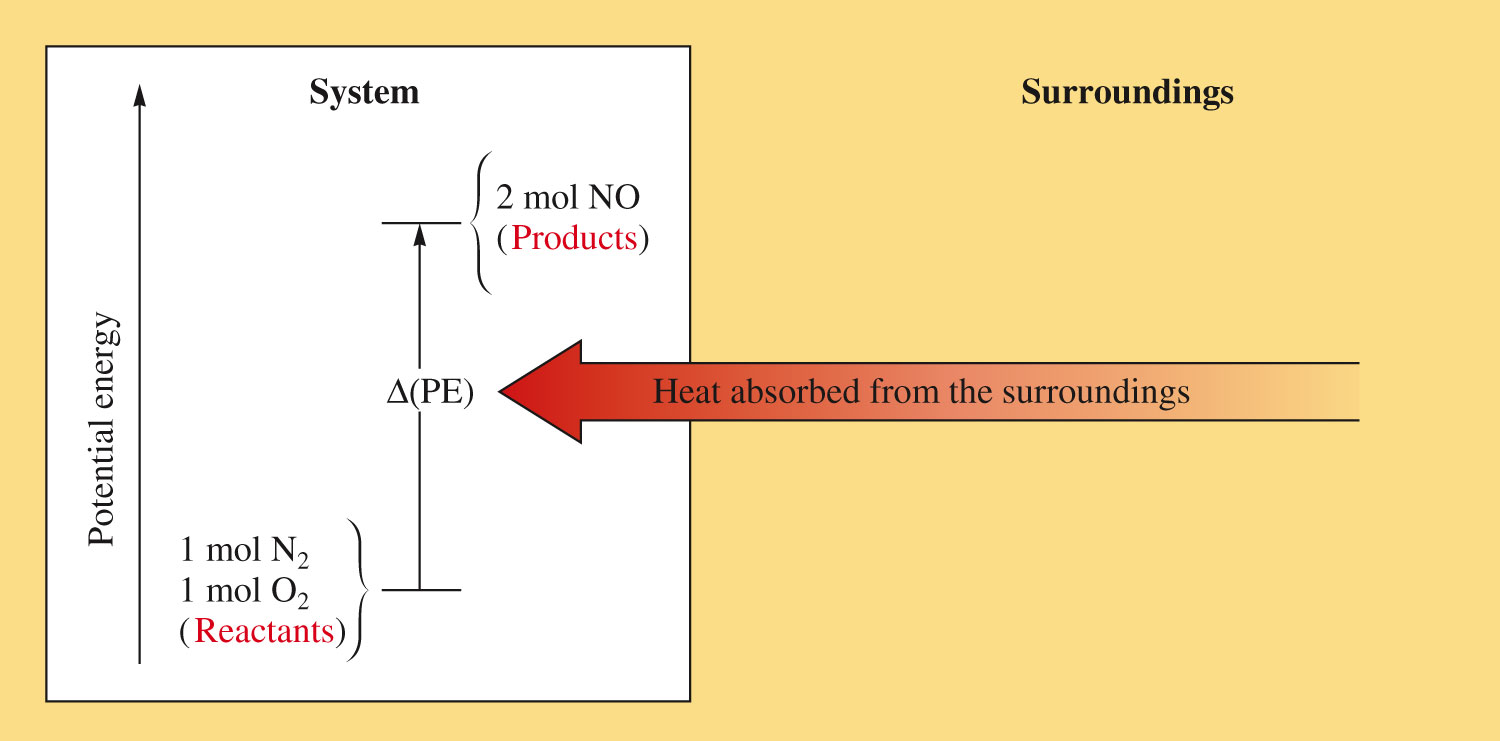 System
Surroundings
2 mol NO
(Products)
Potential energy
Δ(PE)
Heat absorbed from the surroundings
1 mol N₂
1 mol O₂
(Reactants)